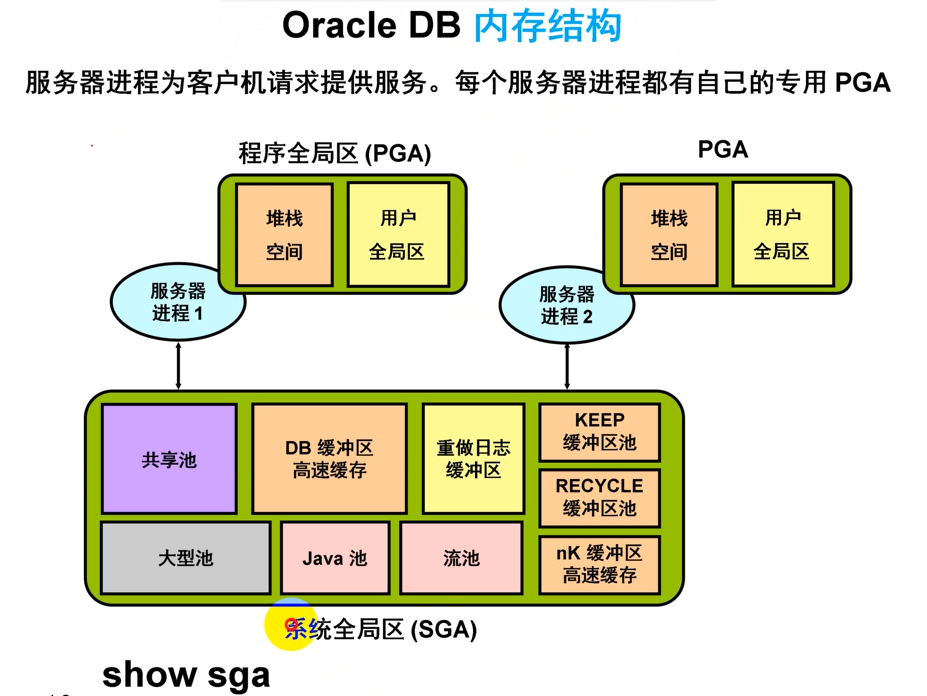 Oracle DB 内存结构
服务器进程为客户机请求提供服务。每个服务器进程都有自己的专用 PGA
程序全局区 (PGA)
PGA
堆栈
空间
用户
全局区
堆栈
空间
用户
全局区
服务器
进程 1
服务器
进程 2
共享池
DB 缓冲区
高速缓存
重做日志
缓冲区
KEEP
缓冲区池
RECYCLE
缓冲区池
大型池
Java 池
流池
nK 缓冲区
高速缓存
系统全局区 (SGA)
show sga